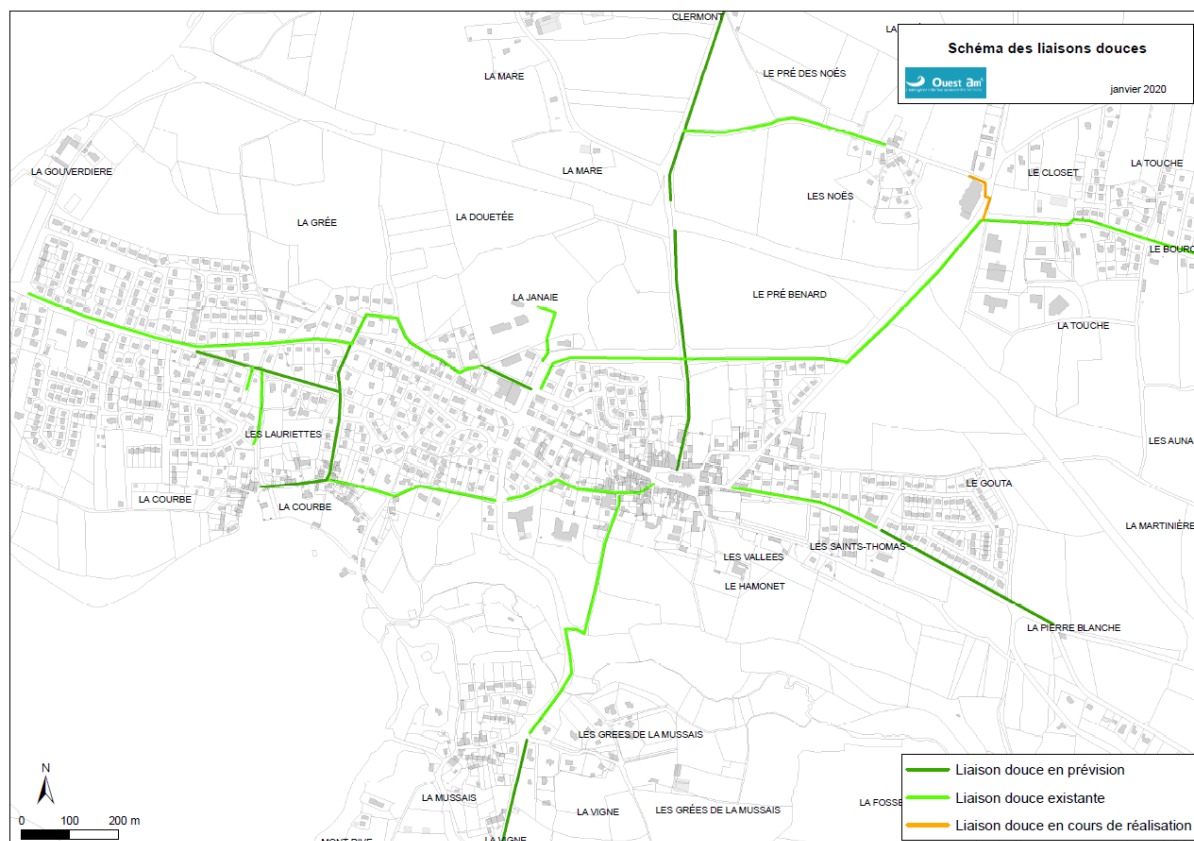 CLERMONT
Schéma des liaisons douces
Ouest am'
janvier 2020
LA MARE
LE PRÉ DES NOËS
LA GOUVERDIERE
LA MARE
LE CLOSET
LA TOUCHE
LES NOËS
LA GRÉE
LA DOUETÉE
LE BOURG
LA JANAIE
LE PRÉ BENARD
LA TOUCHE
LES LAURIETTES
LES AUNA
LE GOUTA
LA COURBE
LA COURBE
LA MARTINIÈRE
LES VALLEES
LES SAINTS-THOMAS
LE HAMONET
LA PIERRE BLANCHE
LES GREES DE LA MUSSAIS
LA MUSSAIS
LA VIGNE
LES GRÉES DE LA MUSSAIS
LA FOSSE
MONT RIVE
LA VIGNE
N
0 100 200 m
Liaison douce en prévision
Liaison douce existante
Liaison douce en cours de réalisation